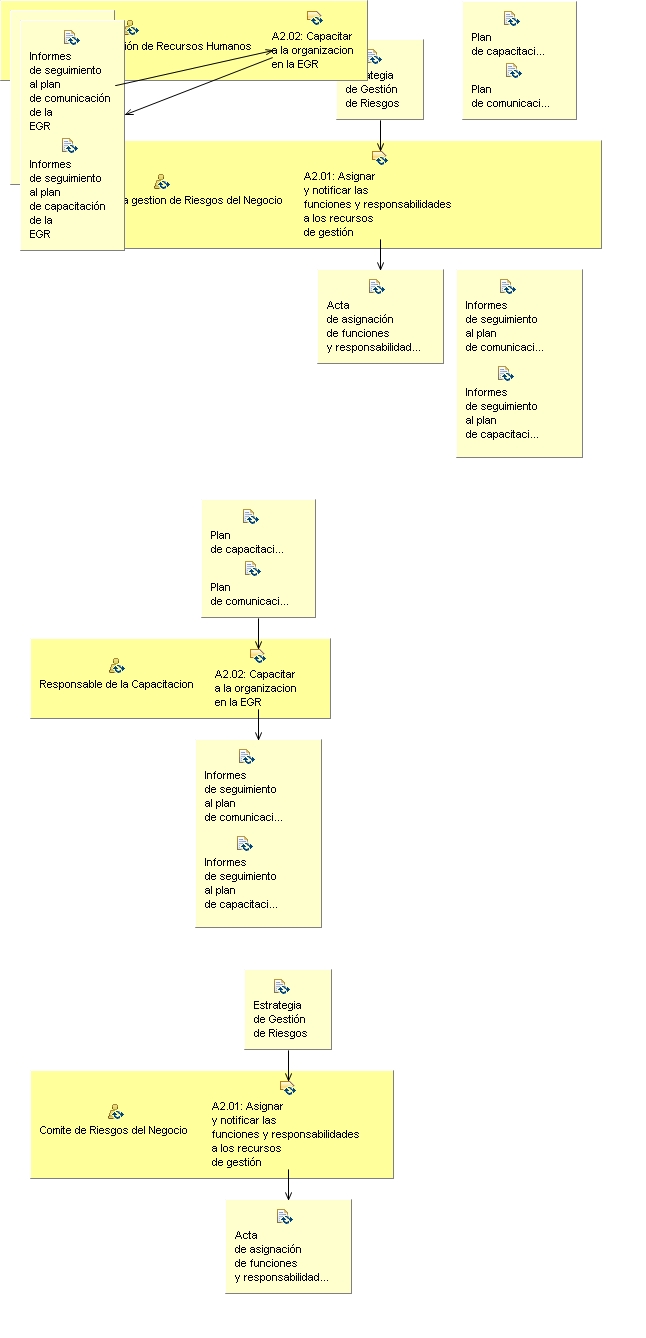 Informes
de seguimiento
al plan
de comunicación
de la
EGR
Informes
de seguimiento
al plan
de capacitación
de la
EGR
de Recursos Humanos
A2.02: Capacitar
a la organizacion
en la EGR
de Gestión
de Riesgos
Plan
de capacitaci...
Plan
de comunicaci...
gestion de Riesgos del Negocio
A2.01: Asignar
y notificar las
funciones y responsabilidades
a los recursos
de gestión
Acta
de asignación
de funciones
y responsabilidad...
Informes
de seguimiento
al plan
de comunicaci...
Informes
de seguimiento
al plan
de capacitaci...
Plan
de capacitaci...
Plan
de comunicaci...
Responsable de la Capacitacion
A2.02: Capacitar
a la organizacion
en la EGR
Informes
de seguimiento
al plan
de comunicaci...
Informes
de seguimiento
al plan
de capacitaci...
Estrategia
de Gestión
de Riesgos
Comite de Riesgos del Negocio
A2.01: Asignar
y notificar las
funciones y responsabilidades
a los recursos
de gestión
Acta
de asignación
de funciones
y responsabilidad...